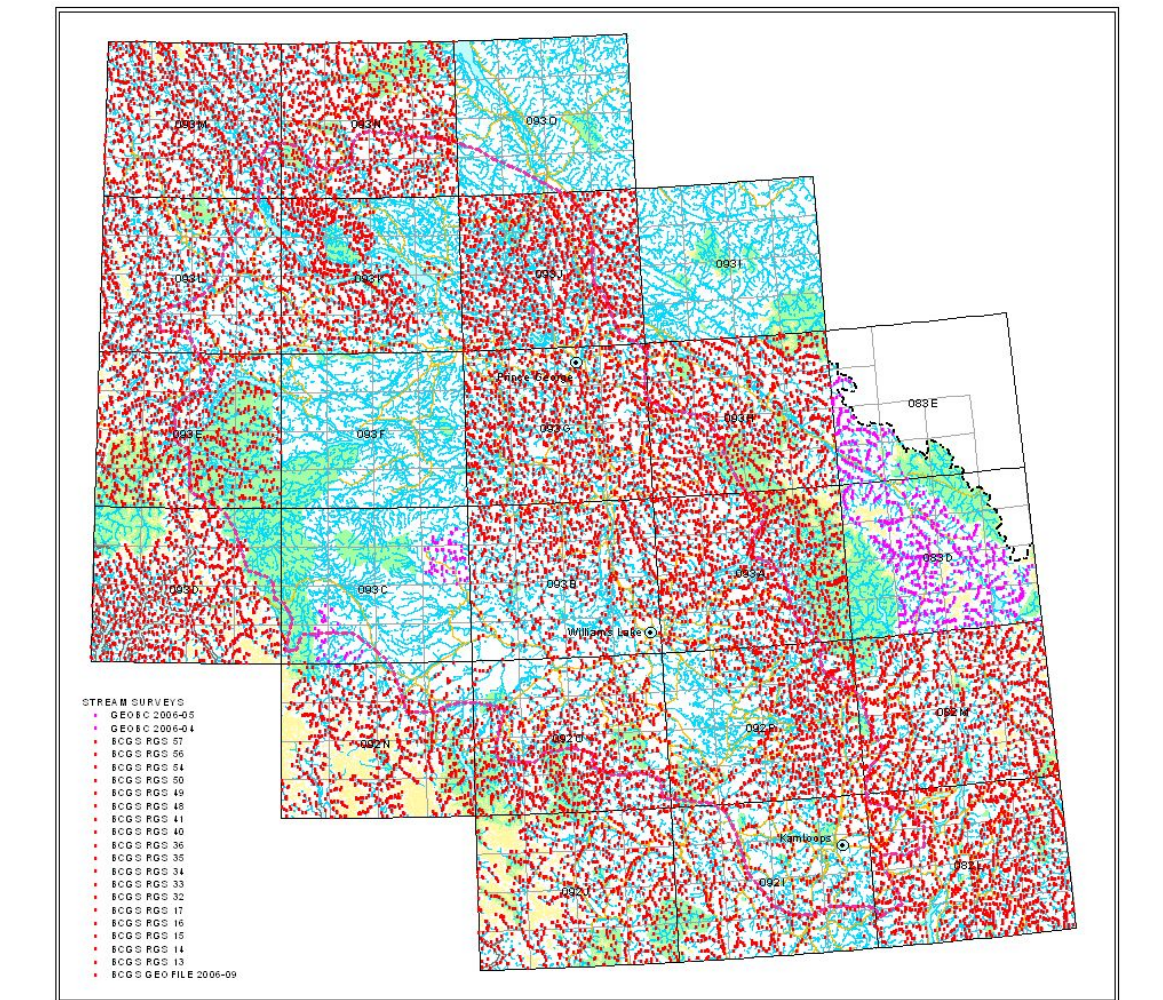 093M
093N
093O
093L
093K
093J
093I
Prince George
083E
093E
093F
093G
093H
083D
093D
093C
093B
093A
Williams Lake
STREAM SURVEYS
GEOBC 2006-05
GEOBC 2006-04
BCGS RGS 57
BCGS RGS 56
BCGS RGS 54
BCGS RGS 50
BCGS RGS 49
BCGS RGS 48
BCGS RGS 41
BCGS RGS 40
BCGS RGS 36
BCGS RGS 35
BCGS RGS 34
BCGS RGS 33
BCGS RGS 32
BCGS RGS 17
BCGS RGS 16
BCGS RGS 15
BCGS RGS 14
BCGS RGS 13
BCGS GEOFILE 2006-09
092N
092O
092P
082M
Kamloops
092J
092I
082L